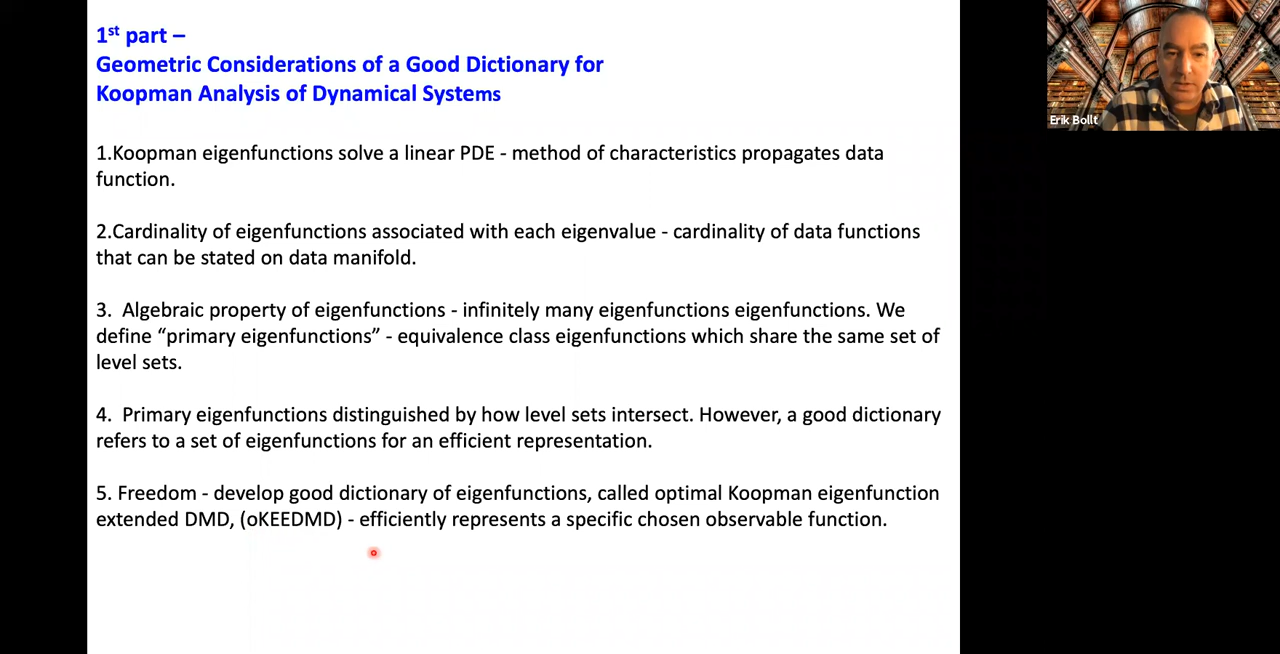 1st part –
Geometric Considerations of a Good Dictionary for
Koopman Analysis of Dynamical Systems
1.Koopman eigenfunctions solve a linear PDE - method of characteristics propagates data
function.
2.Cardinality of eigenfunctions associated with each eigenvalue - cardinality of data functions
that can be stated on data manifold.
3.  Algebraic property of eigenfunctions - infinitely many eigenfunctions eigenfunctions. We
define “primary eigenfunctions” - equivalence class eigenfunctions which share the same set of
level sets.
4.  Primary eigenfunctions distinguished by how level sets intersect. However, a good dictionary
refers to a set of eigenfunctions for an efficient representation.
5. Freedom - develop good dictionary of eigenfunctions, called optimal Koopman eigenfunction
extended DMD, (oKEEDMD) - efficiently represents a specific chosen observable function.
Erik Bollt